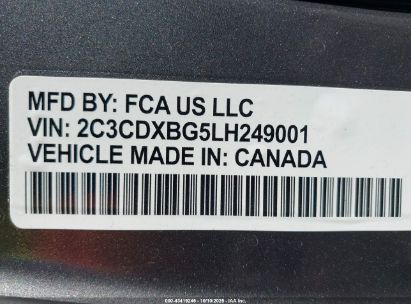 MFD BY: FCA US LLC
VIN: 2C3CDXBG5LH249001
VEHICLE MADE IN: CANADA